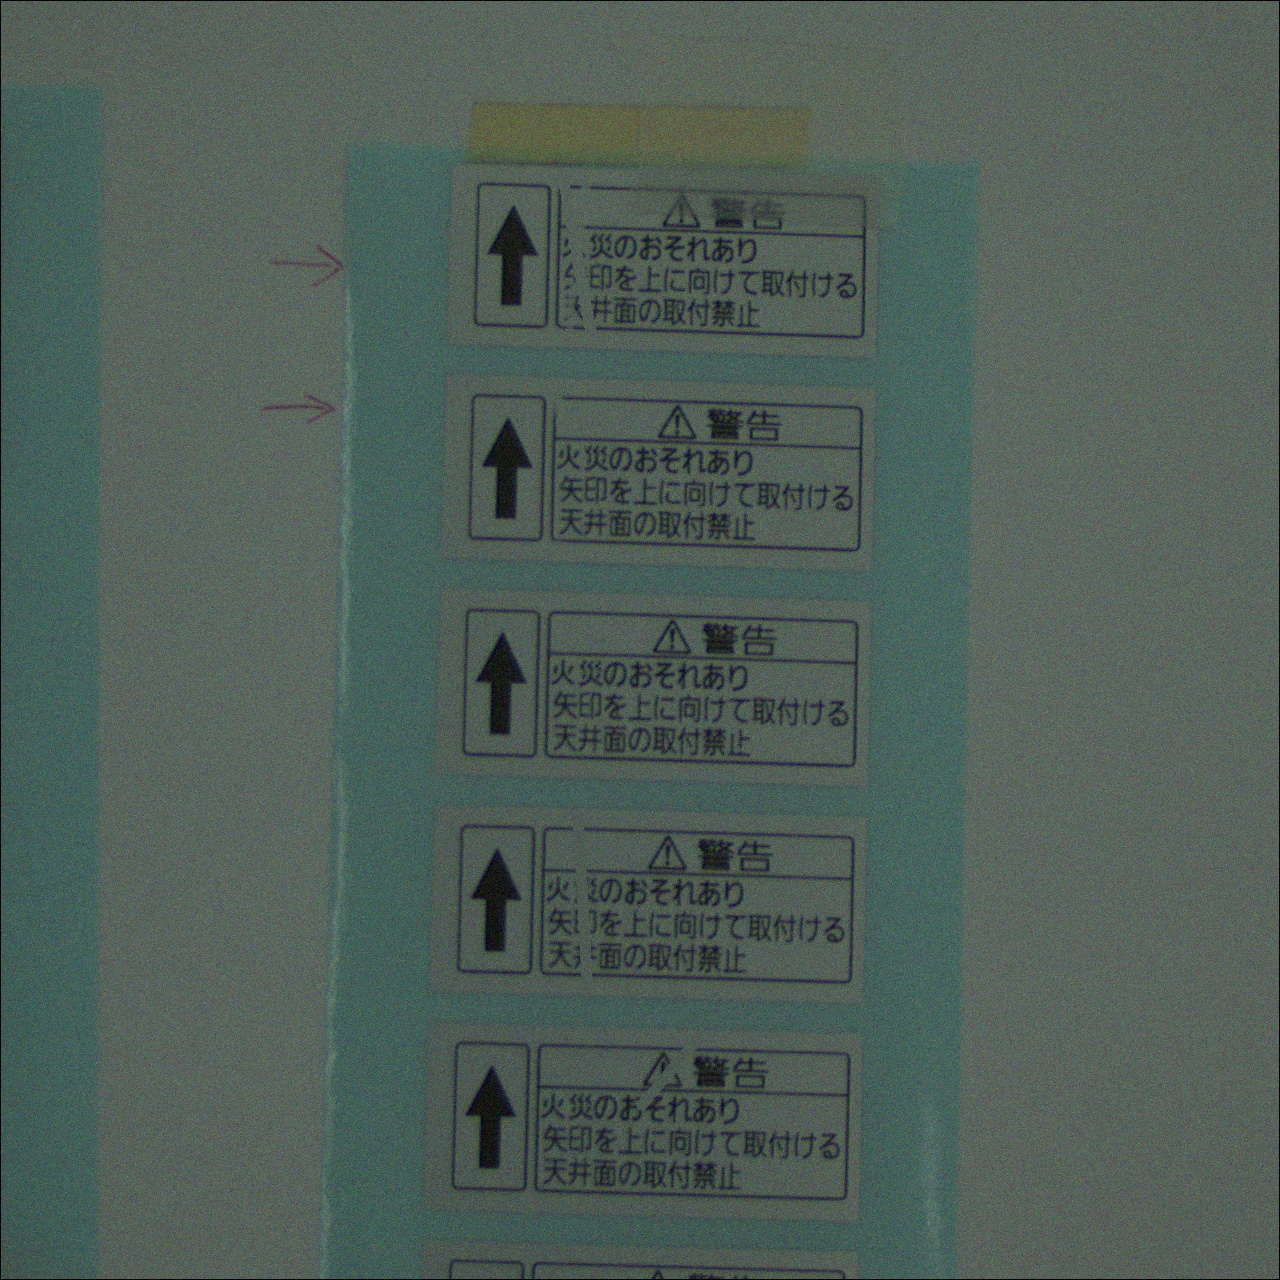 警告
災のおそれあり
印を上に向けて取付ける
井面の取付禁止
警告
火災のおそれあり
矢印を上に向けて取付ける
天井面の取付禁止
警告
火災のおそれあり
矢印を上に向けて取付ける
天井面の取付禁止
警告
火災のおそれあり
矢印を上に向けて取付ける
天井面の取付禁止
警告
火災のおそれあり
矢印を上に向けて取付ける
天井面の取付禁止